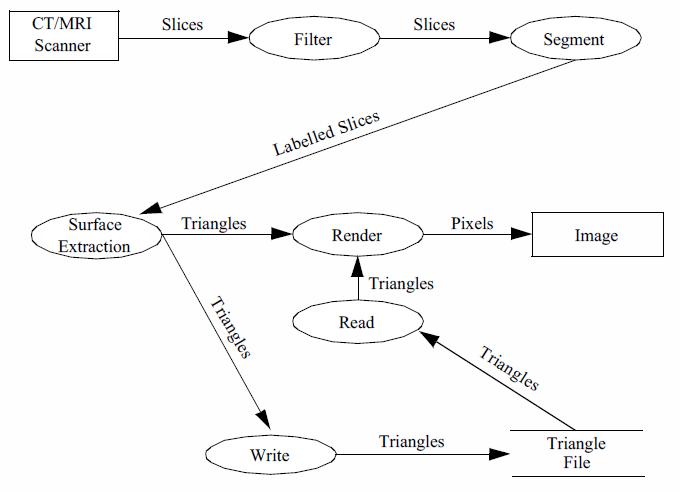 CT/MRI
Scanner
Slices
Filter
Slices
Segment
Labelled Slices
Surface
Extraction
Triangles
Render
Pixels
Image
Triangles
Triangles
Read
Triangles
Write
Triangles
Triangle
File